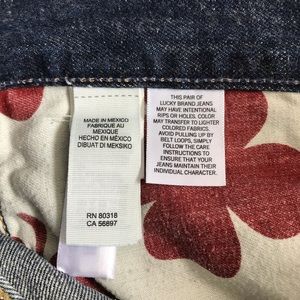 MADE IN MEXICO
FABRIQUE AU
MEXIQUE
HECHO EN MÉXICO
DIBUAT DI MEKSIKO
RN 80318
CA 56897
THIS PAIR OF
LUCKY BRAND JEANS
MAY HAVE INTENTIONAL
RIPS OR HOLES. COLOR
MAY TRANSFER TO LIGHTER
COLORED FABRICS.
AVOID PULLING UP BY
BELT LOOPS, SIMPLY
FOLLOW THE CARE
INSTRUCTIONS TO
ENSURE THAT YOUR
JEANS MAINTAIN THEIR
INDIVIDUAL CHARACTER.